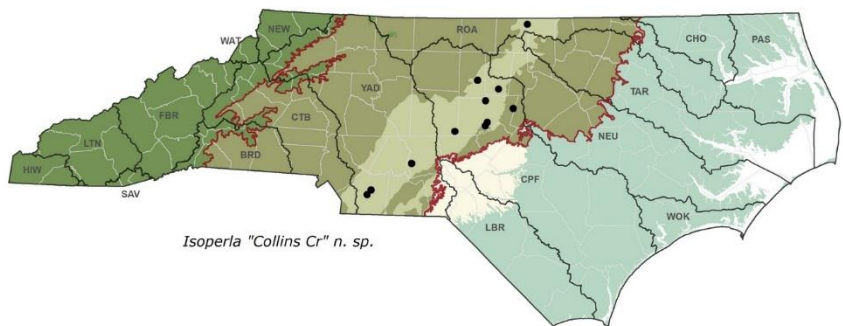 NEW
ROA
CHO
PAS
WAT
YAD
TAR
FBR
CTB
LTN
NEU
BRD
HIW
CPF
SAV
WOK
LBR
Isoperla "Collins Cr" n. sp.